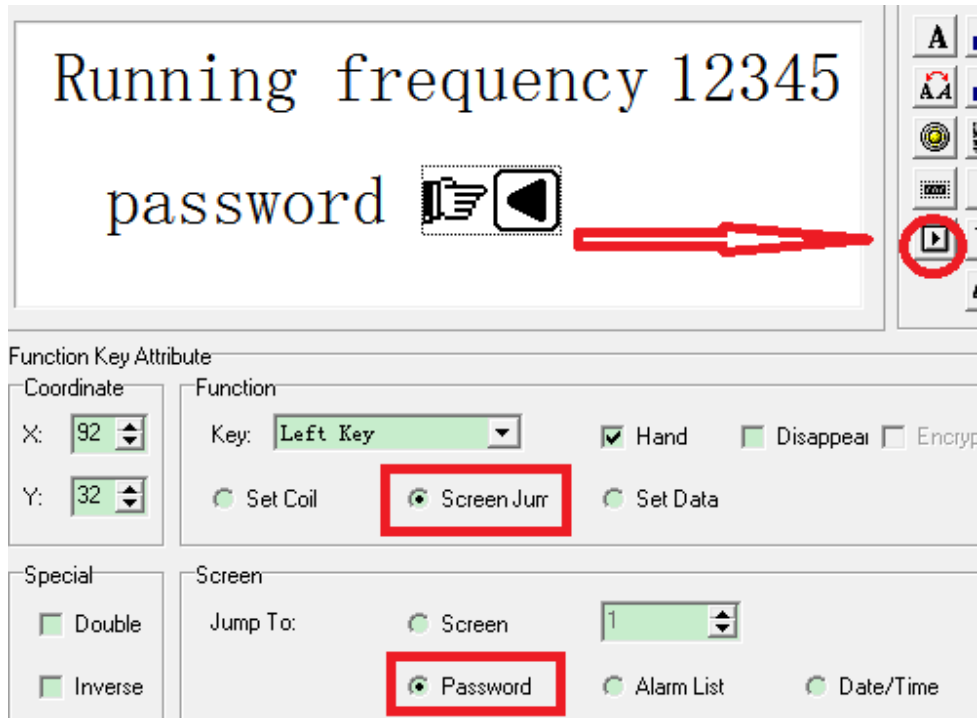 Running frequency 12345
A
A A
password
Function Key Attribute
Coordinate
Function
X: 92
Key: Left Key
Hand
Disappear
Encryp
Y: 32
Set Coil
Screen Jum
Set Data
Special
Screen
Double
Jump To:
Screen
1
Inverse
Password
Alarm List
Date/Time